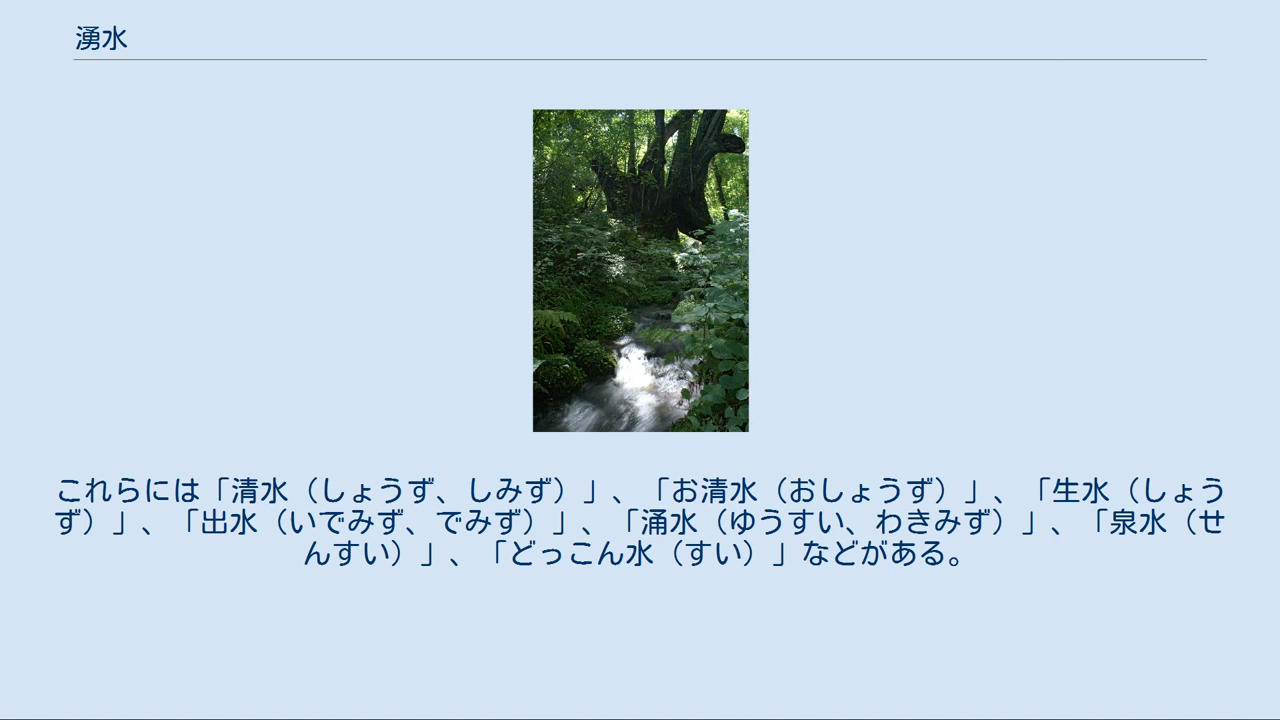 湧水
これらには「清水（しょうず、しみず）」、「お清水（おしょうず）」、「生水（しょう
ず）」、「出水（いでみず、でみず）」、「涌水（ゆうすい、わきみず）」、「泉水（せ
んすい）」、「どっこん水（すい）」などがある。